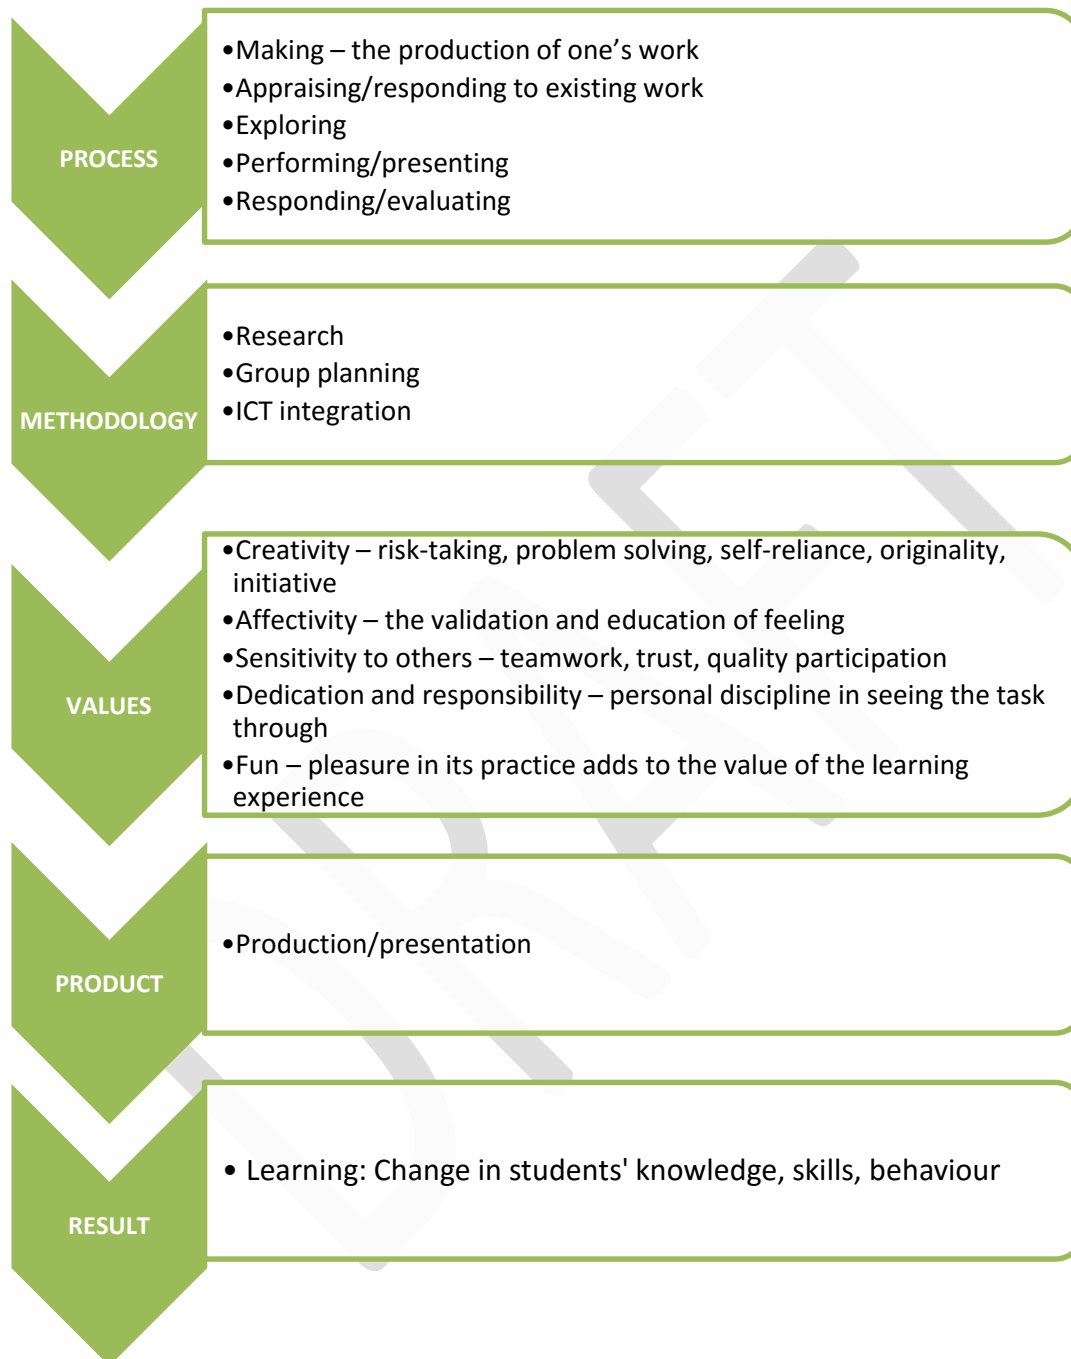 PROCESS
•Making – the production of one’s work
•Appraising/responding to existing work
•Exploring
•Performing/presenting
•Responding/evaluating
METHODOLOGY
•Research
•Group planning
•ICT integration
VALUES
•Creativity – risk-taking, problem solving, self-reliance, originality,
initiative
•Affectivity – the validation and education of feeling
•Sensitivity to others – teamwork, trust, quality participation
•Dedication and responsibility – personal discipline in seeing the task
through
•Fun – pleasure in its practice adds to the value of the learning
experience
PRODUCT
•Production/presentation
RESULT
• Learning: Change in students' knowledge, skills, behaviour
DRAFT